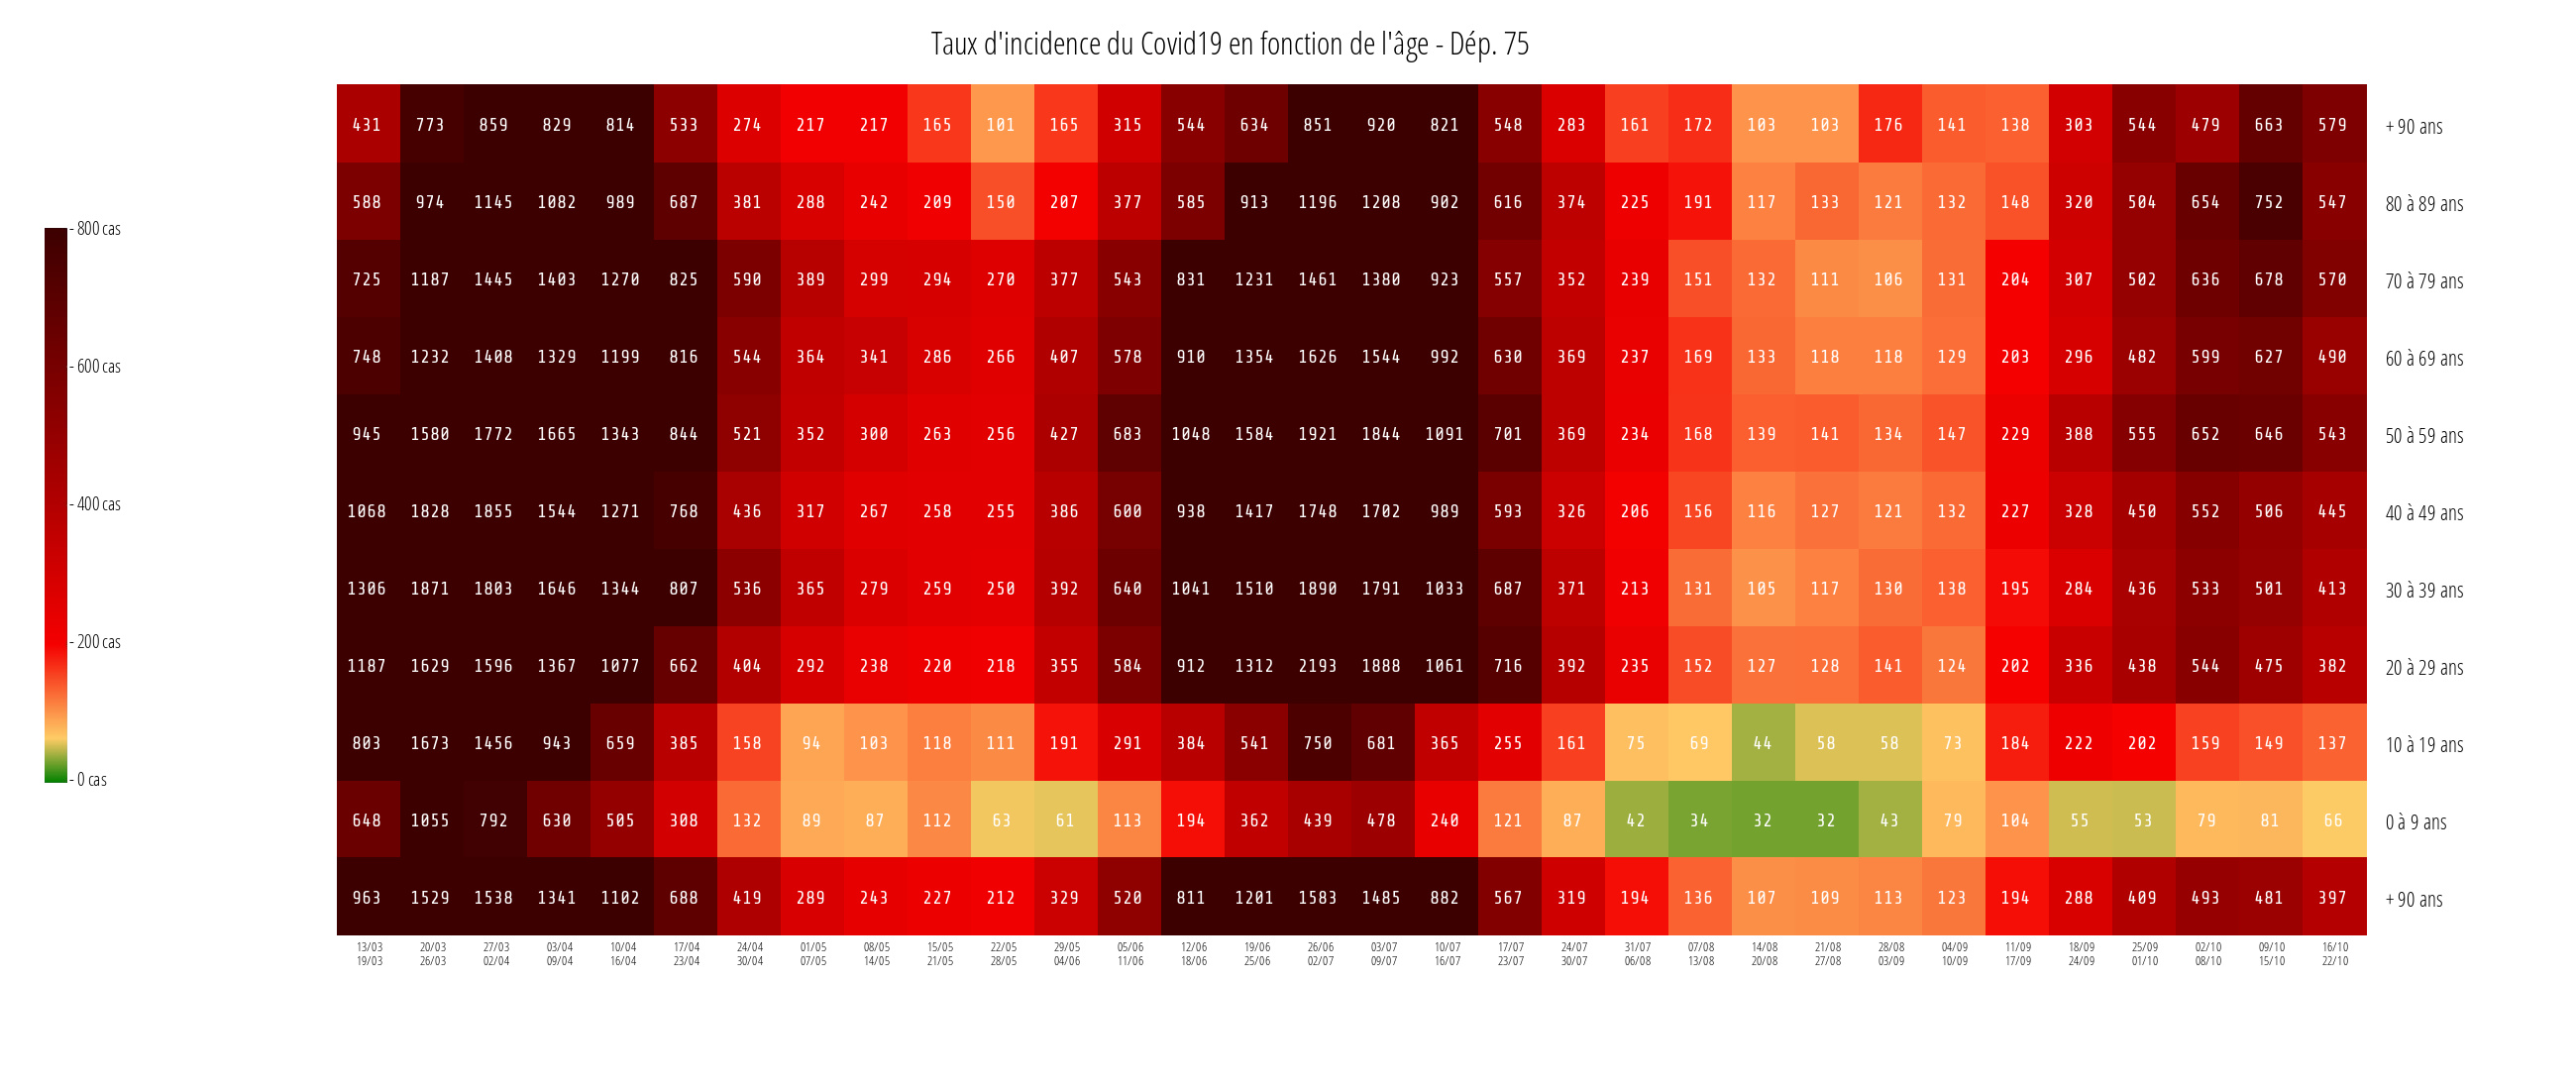 Taux d'incidence du Covid19 en fonction de l'âge - Dép. 75
- 800 cas
- 600 cas
- 400 cas
- 200 cas
- 0 cas
431 773 859 829 814 533 274 217 217 165 101 165 315 544 634 851 920 821 548 283 161 172 103 103 176 141 138 303 544 479 663 579 + 90 ans
588 974 1145 1082 989 687 381 288 242 209 150 207 377 585 913 1196 1208 902 616 374 225 191 117 133 121 132 148 320 504 654 752 547 80 à 89 ans
725 1187 1445 1403 1270 825 590 389 299 294 270 377 543 831 1231 1461 1380 923 557 352 239 151 132 111 106 131 204 307 502 636 678 570 70 à 79 ans
748 1232 1408 1329 1199 816 544 364 341 286 266 407 578 910 1354 1626 1544 992 630 369 237 169 133 118 118 129 203 296 482 599 627 490 60 à 69 ans
945 1580 1772 1665 1343 844 521 352 300 263 256 427 683 1048 1584 1921 1844 1091 701 369 234 168 139 141 134 147 229 388 555 652 646 543 50 à 59 ans
1068 1828 1855 1544 1271 768 436 317 267 258 255 386 600 938 1417 1748 1702 989 593 326 206 156 116 127 121 132 227 328 450 552 506 445 40 à 49 ans
1306 1871 1803 1646 1344 807 536 365 279 259 250 392 640 1041 1510 1890 1791 1033 687 371 213 131 105 117 130 138 195 284 436 533 501 413 30 à 39 ans
1187 1629 1596 1367 1077 662 404 292 238 220 218 355 584 912 1312 2193 1888 1061 716 392 235 152 127 128 141 124 202 336 438 544 475 382 20 à 29 ans
803 1673 1456 943 659 385 158 94 103 118 111 191 291 384 541 750 681 365 255 161 75 69 44 58 58 73 184 222 202 159 149 137 10 à 19 ans
648 1055 792 630 505 308 132 89 87 112 63 61 113 194 362 439 478 240 121 87 42 34 32 32 43 79 104 55 53 79 81 66 0 à 9 ans
963 1529 1538 1341 1102 688 419 289 243 227 212 329 520 811 1201 1583 1485 882 567 319 194 136 107 109 113 123 194 288 409 493 481 397 + 90 ans
13/03 20/03 27/03 03/04 10/04 17/04 24/04 01/05 08/05 15/05 22/05 29/05 05/06 12/06 19/06 26/06 03/07 10/07 17/07 24/07 31/07 07/08 14/08 21/08 28/08 04/09 11/09 18/09 25/09 02/10 09/10 16/10
19/03 26/03 02/04 09/04 16/04 23/04 30/04 07/05 14/05 21/05 28/05 04/06 11/06 18/06 25/06 02/07 09/07 16/07 23/07 30/07 06/08 13/08 20/08 27/08 03/09 10/09 17/09 24/09 01/10 08/10 15/10 22/10